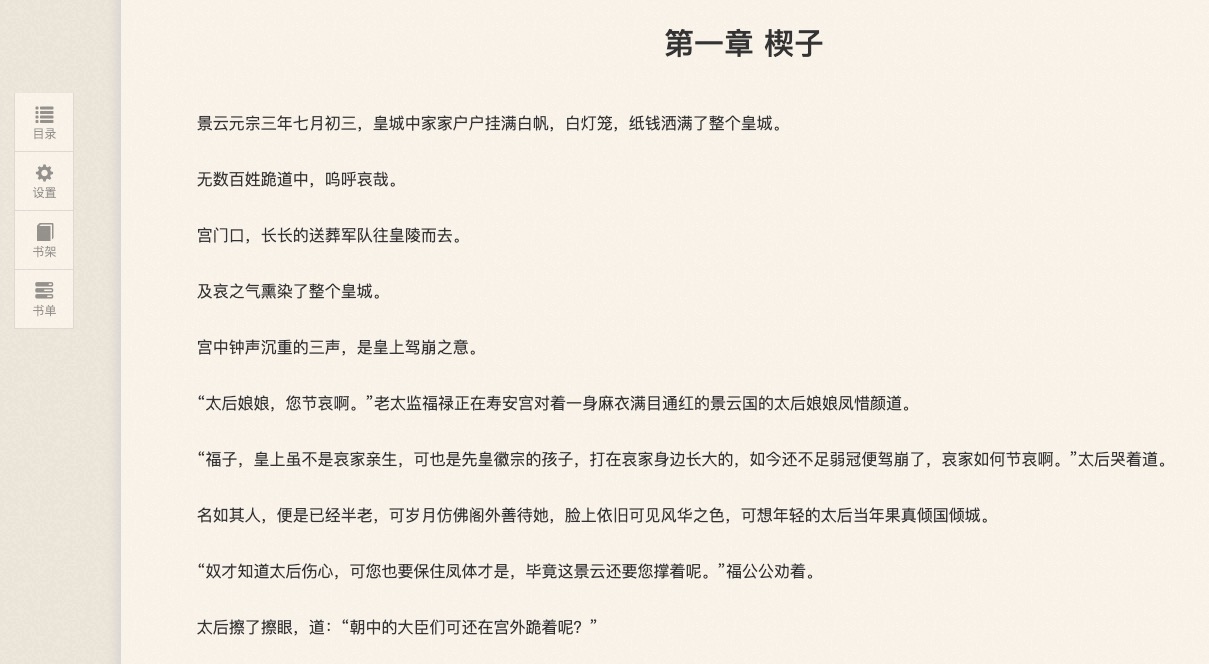 第一章 楔子
目录
设置
书架
书单
景云元宗三年七月初三，皇城中家家户户挂满白帆，白灯笼，纸钱洒满了整个皇城。
无数百姓跪道中，呜呼哀哉。
宫门口，长长的送葬军队往皇陵而去。
及哀之气熏染了整个皇城。
宫中钟声沉重的三声，是皇上驾崩之意。
“太后娘娘，您节哀啊。”老太监福禄正在寿安宫对着一身麻衣满目通红的景云国的太后娘娘凤惜颜道。
“福子，皇上虽不是哀家亲生，可也是先皇徽宗的孩子，打在哀家身边长大的，如今还不足弱冠便驾崩了，哀家如何节哀啊。”太后哭着道。
名如其人，便是已经半老，可岁月仿佛阁外善待她，脸上依旧可见风华之色，可想年轻的太后当年果真倾国倾城。
“奴才知道太后伤心，可您也要保住凤体才是，毕竟这景云还要您撑着呢。”福公公劝着。
太后擦了擦眼，道：“朝中的大臣们可还在宫外跪着呢？”